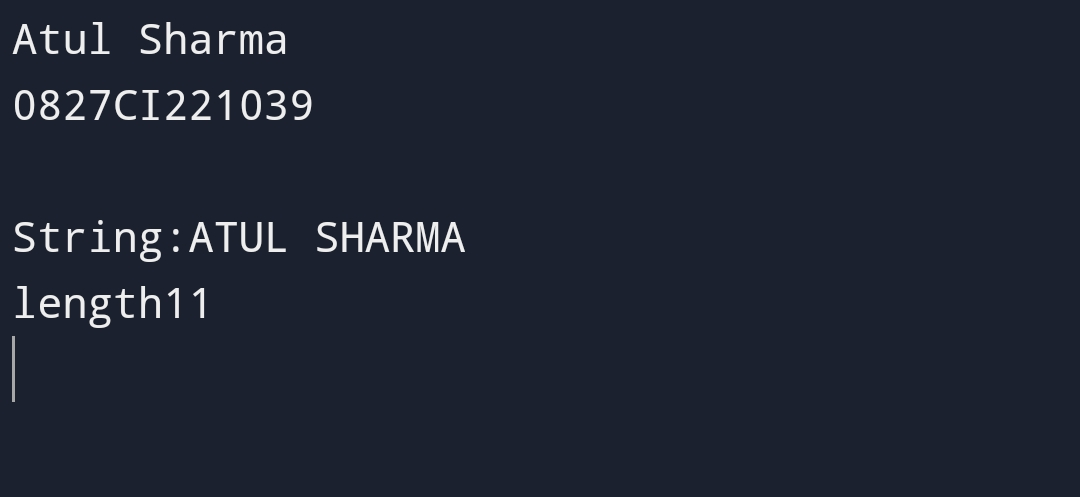 Atul Sharma
0827CI221039
String:ATUL SHARMA
length11